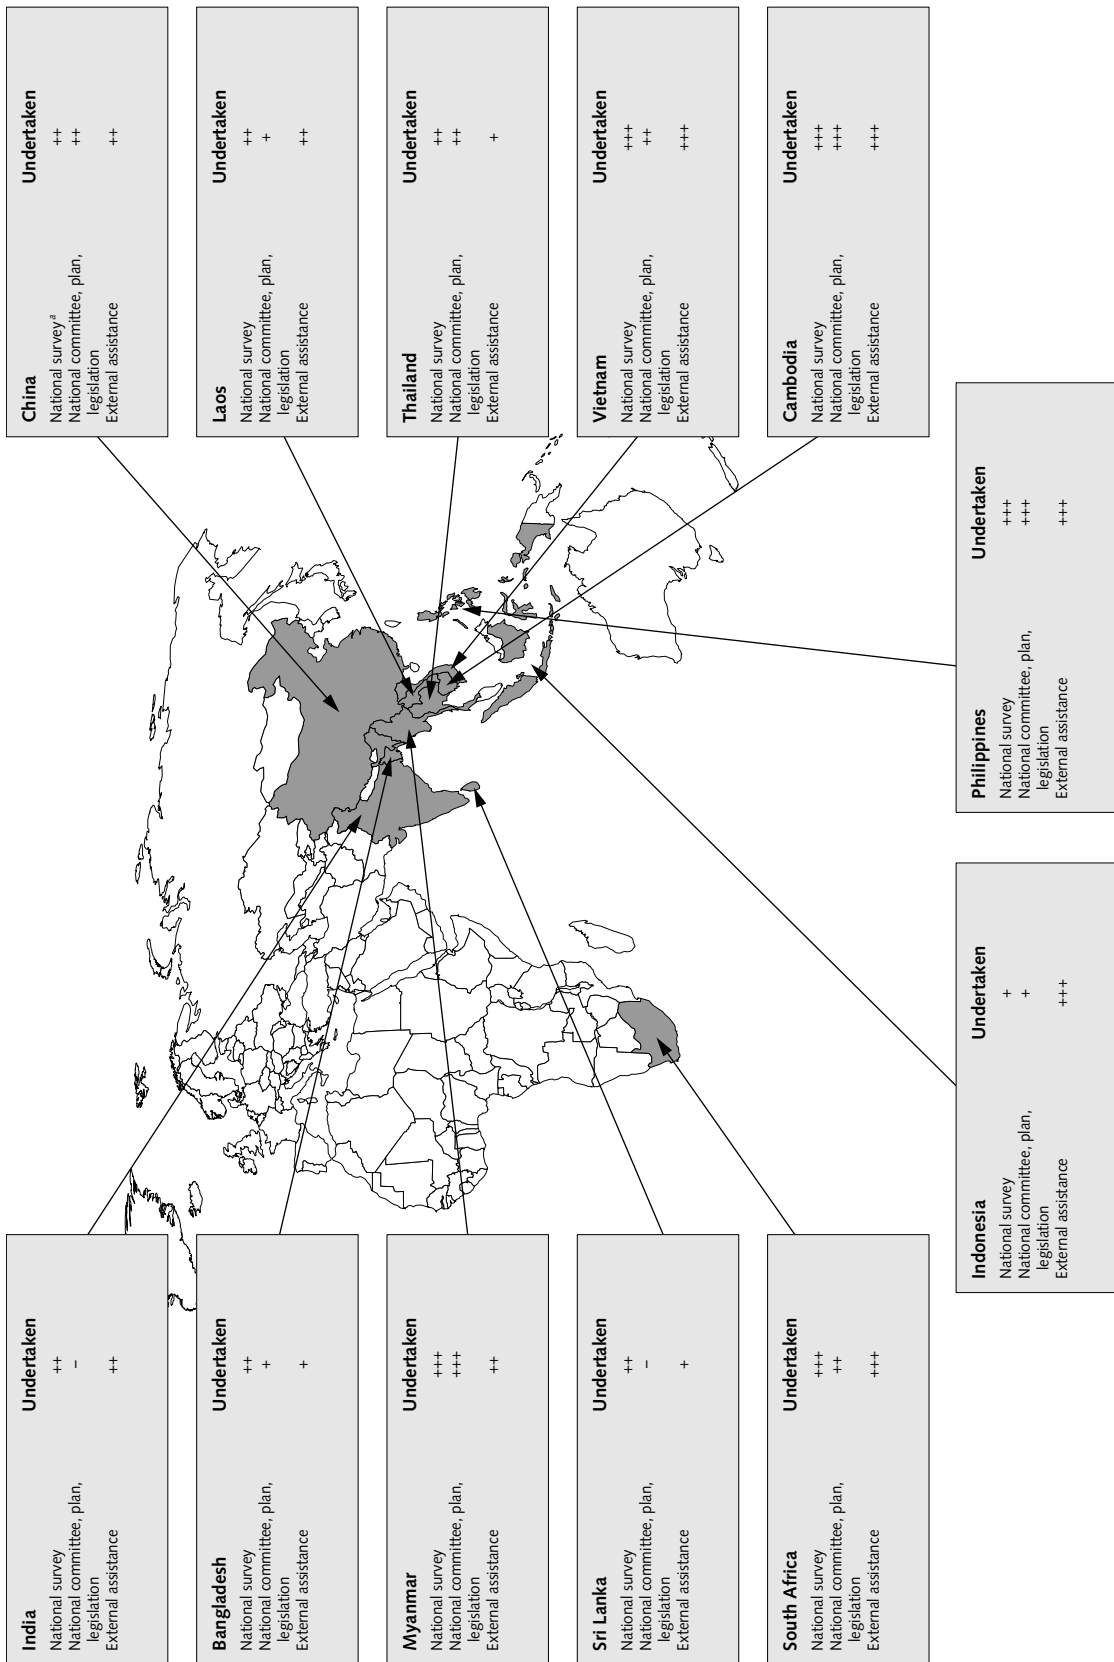 India Undertaken
National survey ++
National committee, plan, –
legislation
External assistance ++
Bangladesh Undertaken
National survey ++
National committee, plan, +
legislation
External assistance +
Myanmar Undertaken
National survey +++
National committee, plan, +++
legislation
External assistance ++
Sri Lanka Undertaken
National survey ++
National committee, plan, –
legislation
External assistance +
South Africa Undertaken
National survey +++
National committee, plan, ++
legislation
External assistance +++
Indonesia Undertaken
National survey +
National committee, plan, +
legislation
External assistance +++
Philippines Undertaken
National survey +++
National committee, plan, +++
legislation
External assistance +++
China Undertaken
National survey a ++
National committee, plan, ++
legislation
External assistance ++
Laos Undertaken
National survey ++
National committee, plan, +
legislation
External assistance ++
Thailand Undertaken
National survey ++
National committee, plan, ++
legislation
External assistance +
Vietnam Undertaken
National survey +++
National committee, plan, ++
legislation
External assistance +++
Cambodia Undertaken
National survey +++
National committee, plan, +++
legislation
External assistance +++